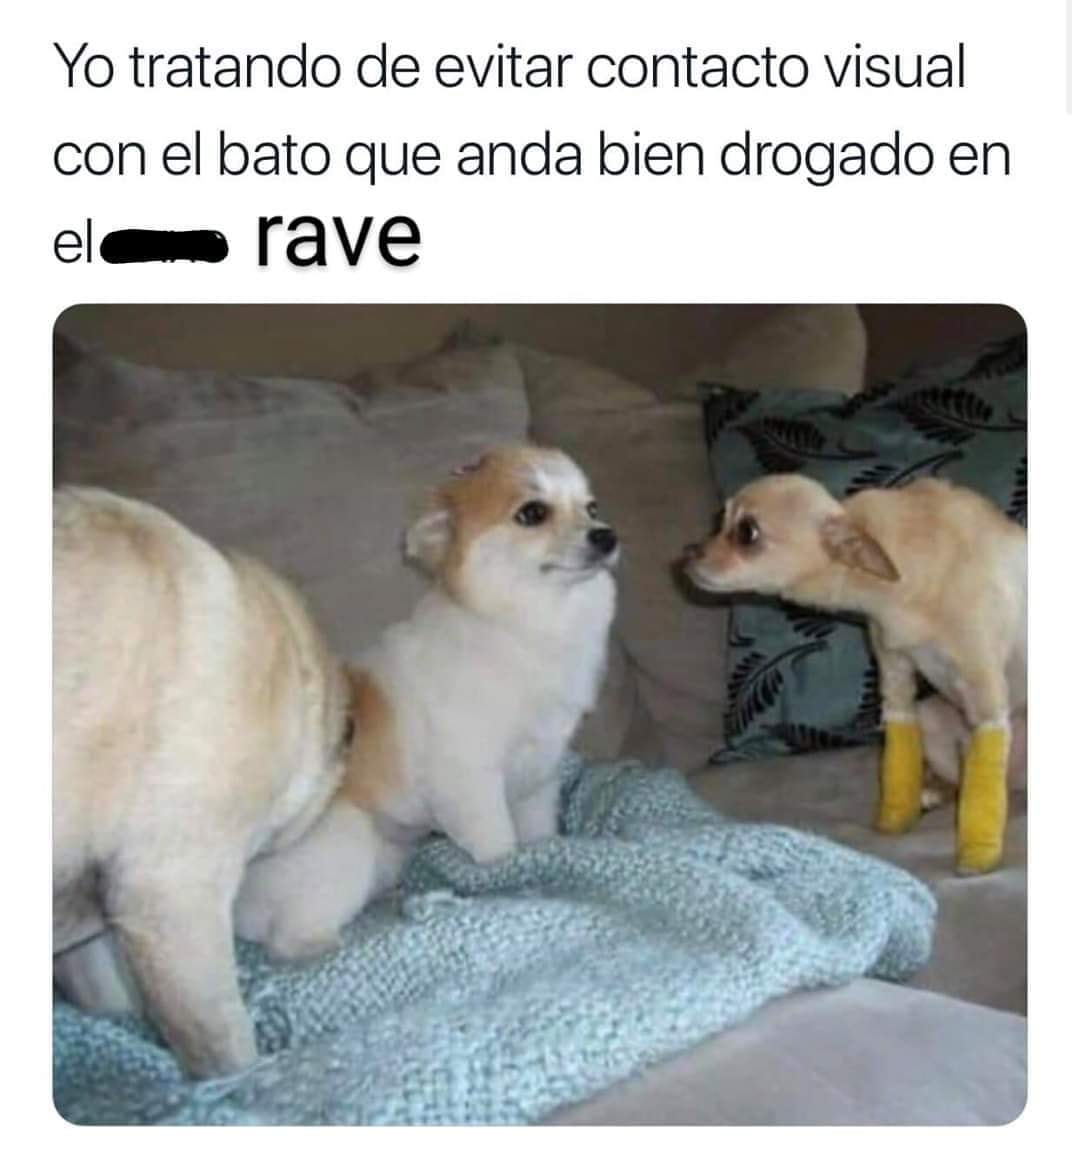 Yo tratando de evitar contacto visual
con el bato que anda bien drogado en
el rave